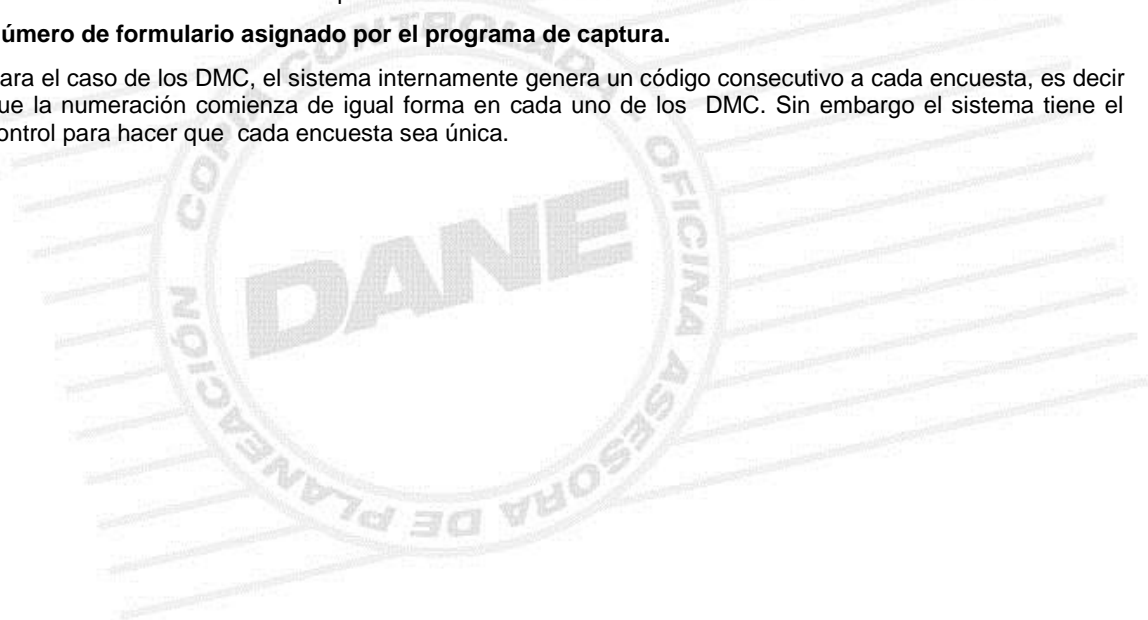 úmero de formulario asignado por el programa de captura.
ara el caso de los DMC, el sistema internamente genera un código consecutivo a cada encuesta, es decir
ue la numeración comienza de igual forma en cada uno de los DMC. Sin embargo el sistema tiene el
ontrol para hacer que cada encuesta sea única.
COPIA CONTROLADA - OFICINA ASESORA DE PLANEACIÓN
DANE